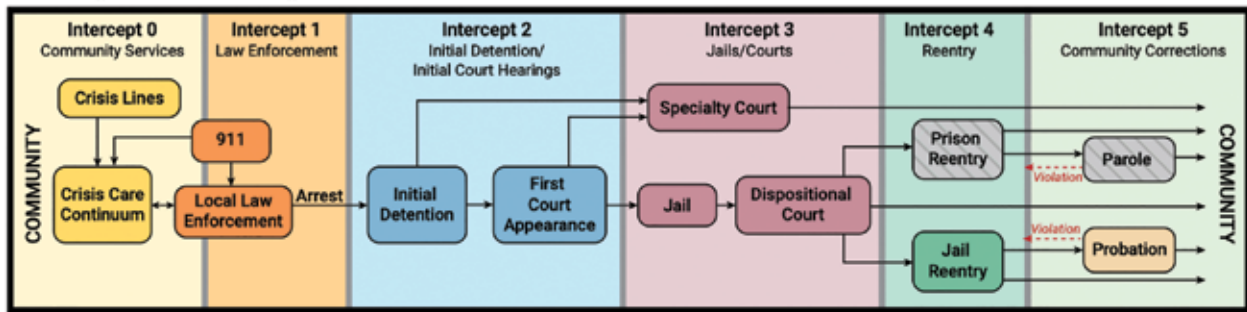 Intercept 0
Community Services
Intercept 1
Law Enforcement
Intercept 2
Initial Detention/
Initial Court Hearings
Intercept 3
Jails/Courts
Intercept 4
Reentry
Intercept 5
Community Corrections
COMMUNITY
Crisis Lines
911
Crisis Care
Continuum
Local Law
Enforcement
Arrest
Initial
Detention
First
Court
Appearance
Specialty Court
Jail
Dispositional
Court
Prison
Reentry
Parole
Violation
Jail
Reentry
Violation
Probation
COMMUNITY